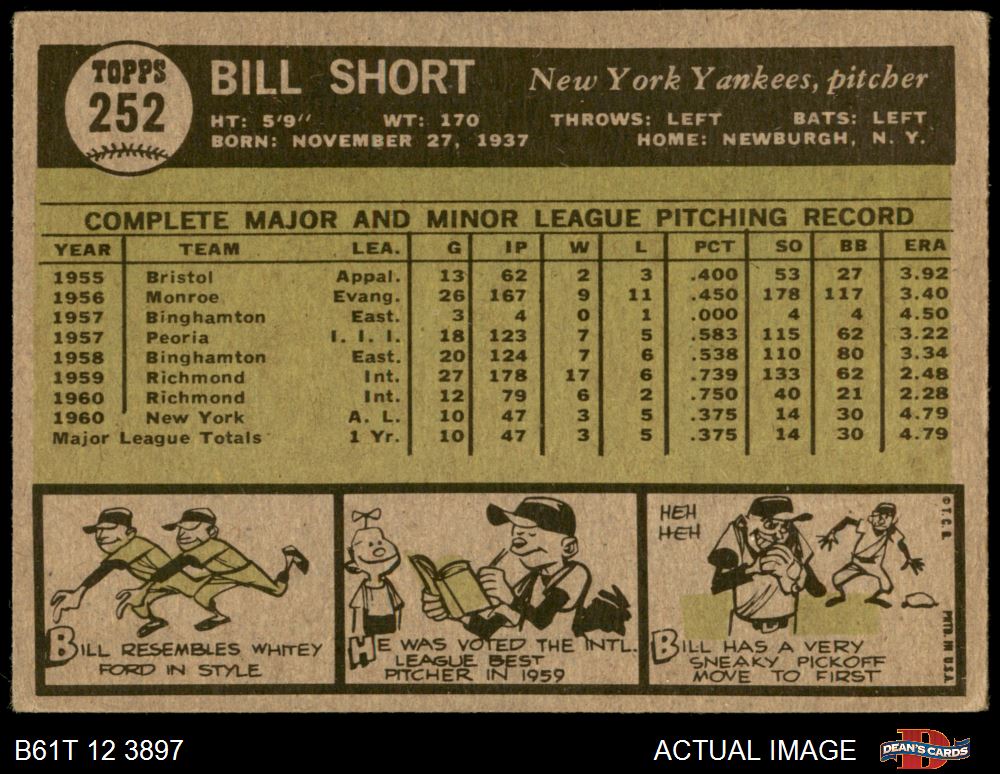 TOPPS
252
BILL SHORT New York Yankees, pitcher
HT: 5'9" WT: 170 THROWS: LEFT BATS: LEFT
BORN: NOVEMBER 27, 1937 HOME: NEWBURGH, N. Y.
COMPLETE MAJOR AND MINOR LEAGUE PITCHING RECORD
YEAR TEAM LEA. G IP W L PCT SO BB ERA
1955 Bristol Appal. 13 62 2 3 .400 53 27 3.92
1956 Monroe Evang. 26 167 9 11 .450 178 117 3.40
1957 Binghamton East. 3 4 0 1 .000 4 4 4.50
1957 Peoria I. I. I. 18 123 7 5 .583 115 62 3.22
1958 Binghamton East. 20 124 7 6 .538 110 80 3.34
1959 Richmond Int. 27 178 17 6 .739 133 62 2.48
1960 Richmond Int. 12 79 6 2 .750 40 21 2.28
1960 New York A. L. 10 47 3 5 .375 14 30 4.79
Major League Totals 1 Yr. 10 47 3 5 .375 14 30 4.79
BILL RESEMBLES WHITEY
FORD IN STYLE
HE WAS VOTED THE INTL.
LEAGUE BEST
PITCHER IN 1959
HEH
HEH
BILL HAS A VERY
SNEAKY PICKOFF
MOVE TO FIRST
© T. C. G.
PRTD. IN U.S.A.
B61T 12 3897 ACTUAL IMAGE
DEAN'S CARDS